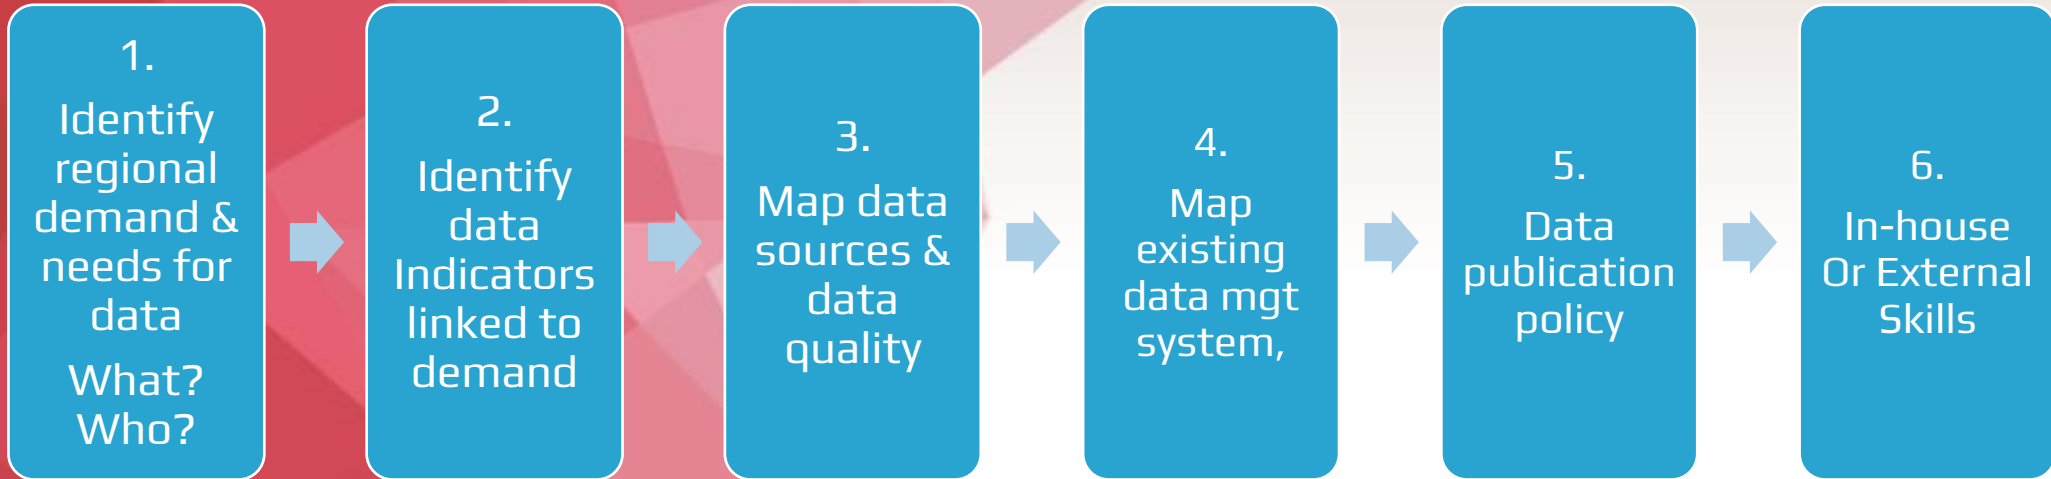 1.
Identify
regional
demand &
needs for
data
What?
Who?
2.
Identify
data
Indicators
linked to
demand
3.
Map data
sources &
data
quality
4.
Map
existing
data mgt
system,
5.
Data
publication
policy
6.
In-house
Or External
Skills